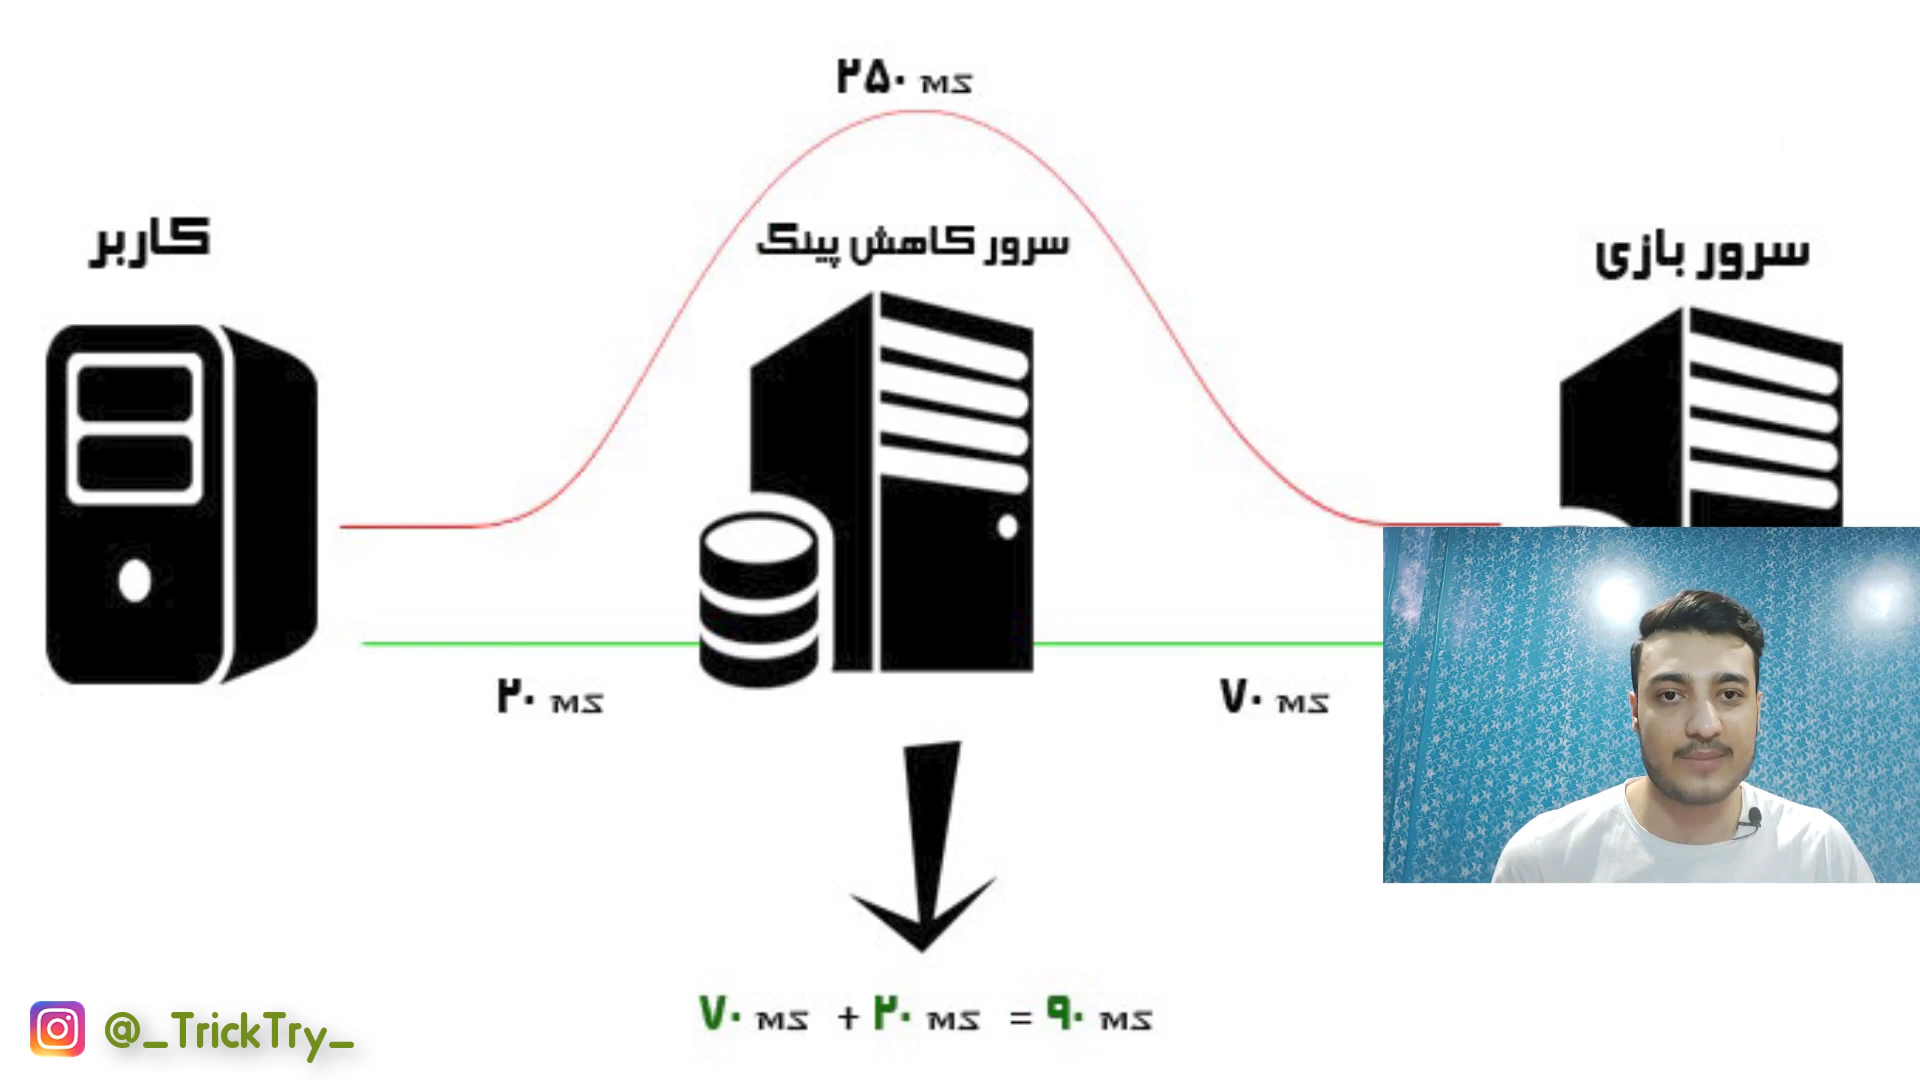 ۲۵۰ MS
کاربر
سرور کاهش پینگ
سرور بازی
۲۰ MS
۷۰ MS
۷۰ MS + ۲۰ MS = ۹۰ MS
@_TrickTry_